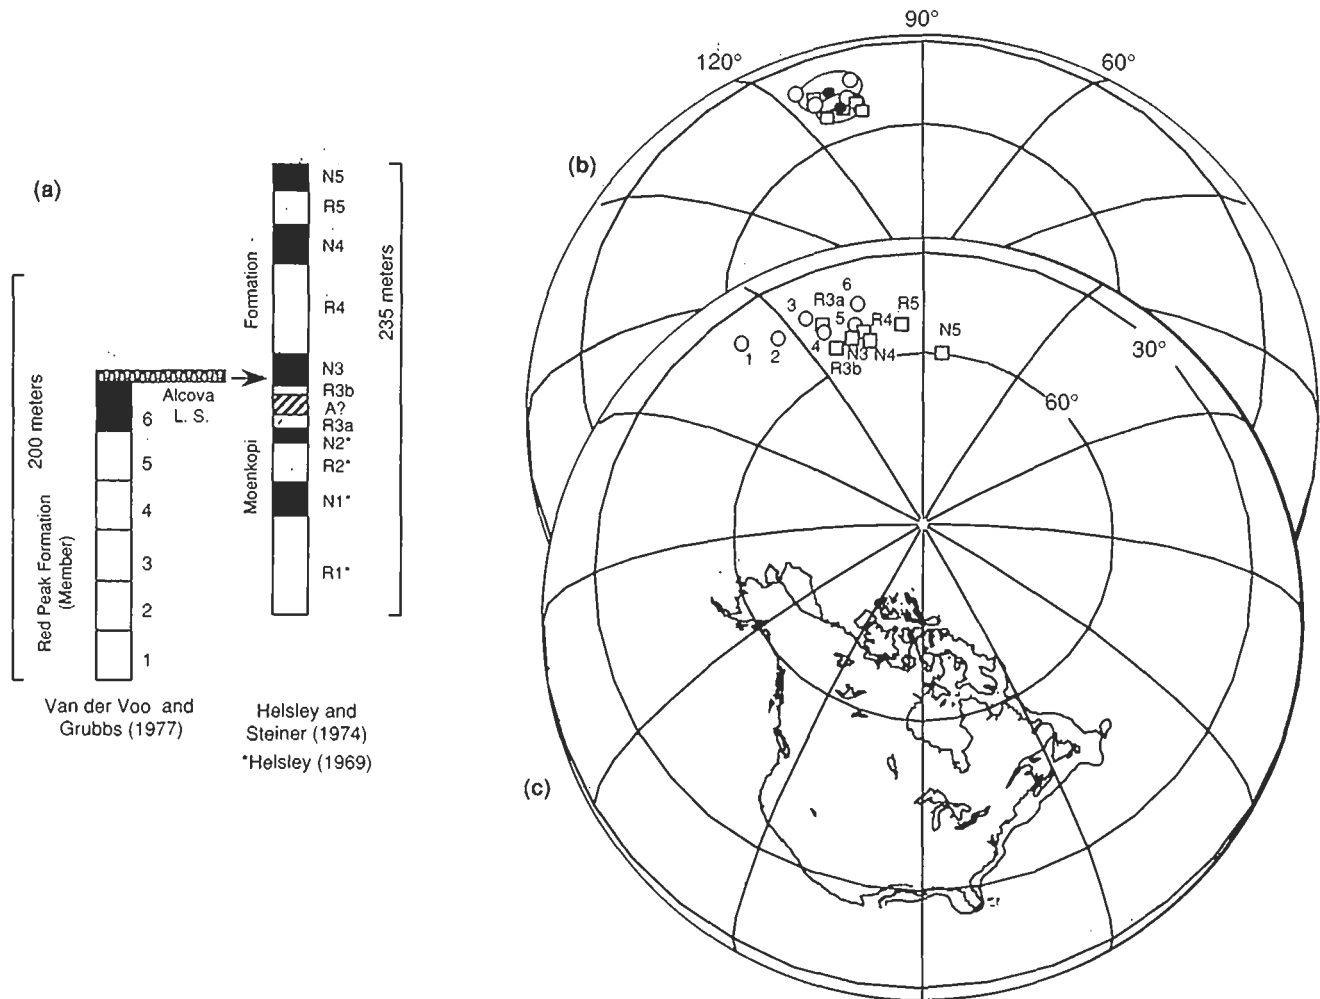 (a)
200 meters
Red Peak Formation
(Member)
6
5
4
3
2
1
Alcova
L. S.
Van der Voo and
Grubbs (1977)
Formation
Moenkopi
N5
R5
N4
R4
N3
R3b
A?
R3a
N2*
R2*
N1*
R1*
235 meters
Helsley and
Steiner (1974)
*Helsley (1969)
(b)
120°
90°
60°
(c)
1
2
3
R3a
6
5
R4
R5
4
R3b
N3
N4
N5
30°
60°